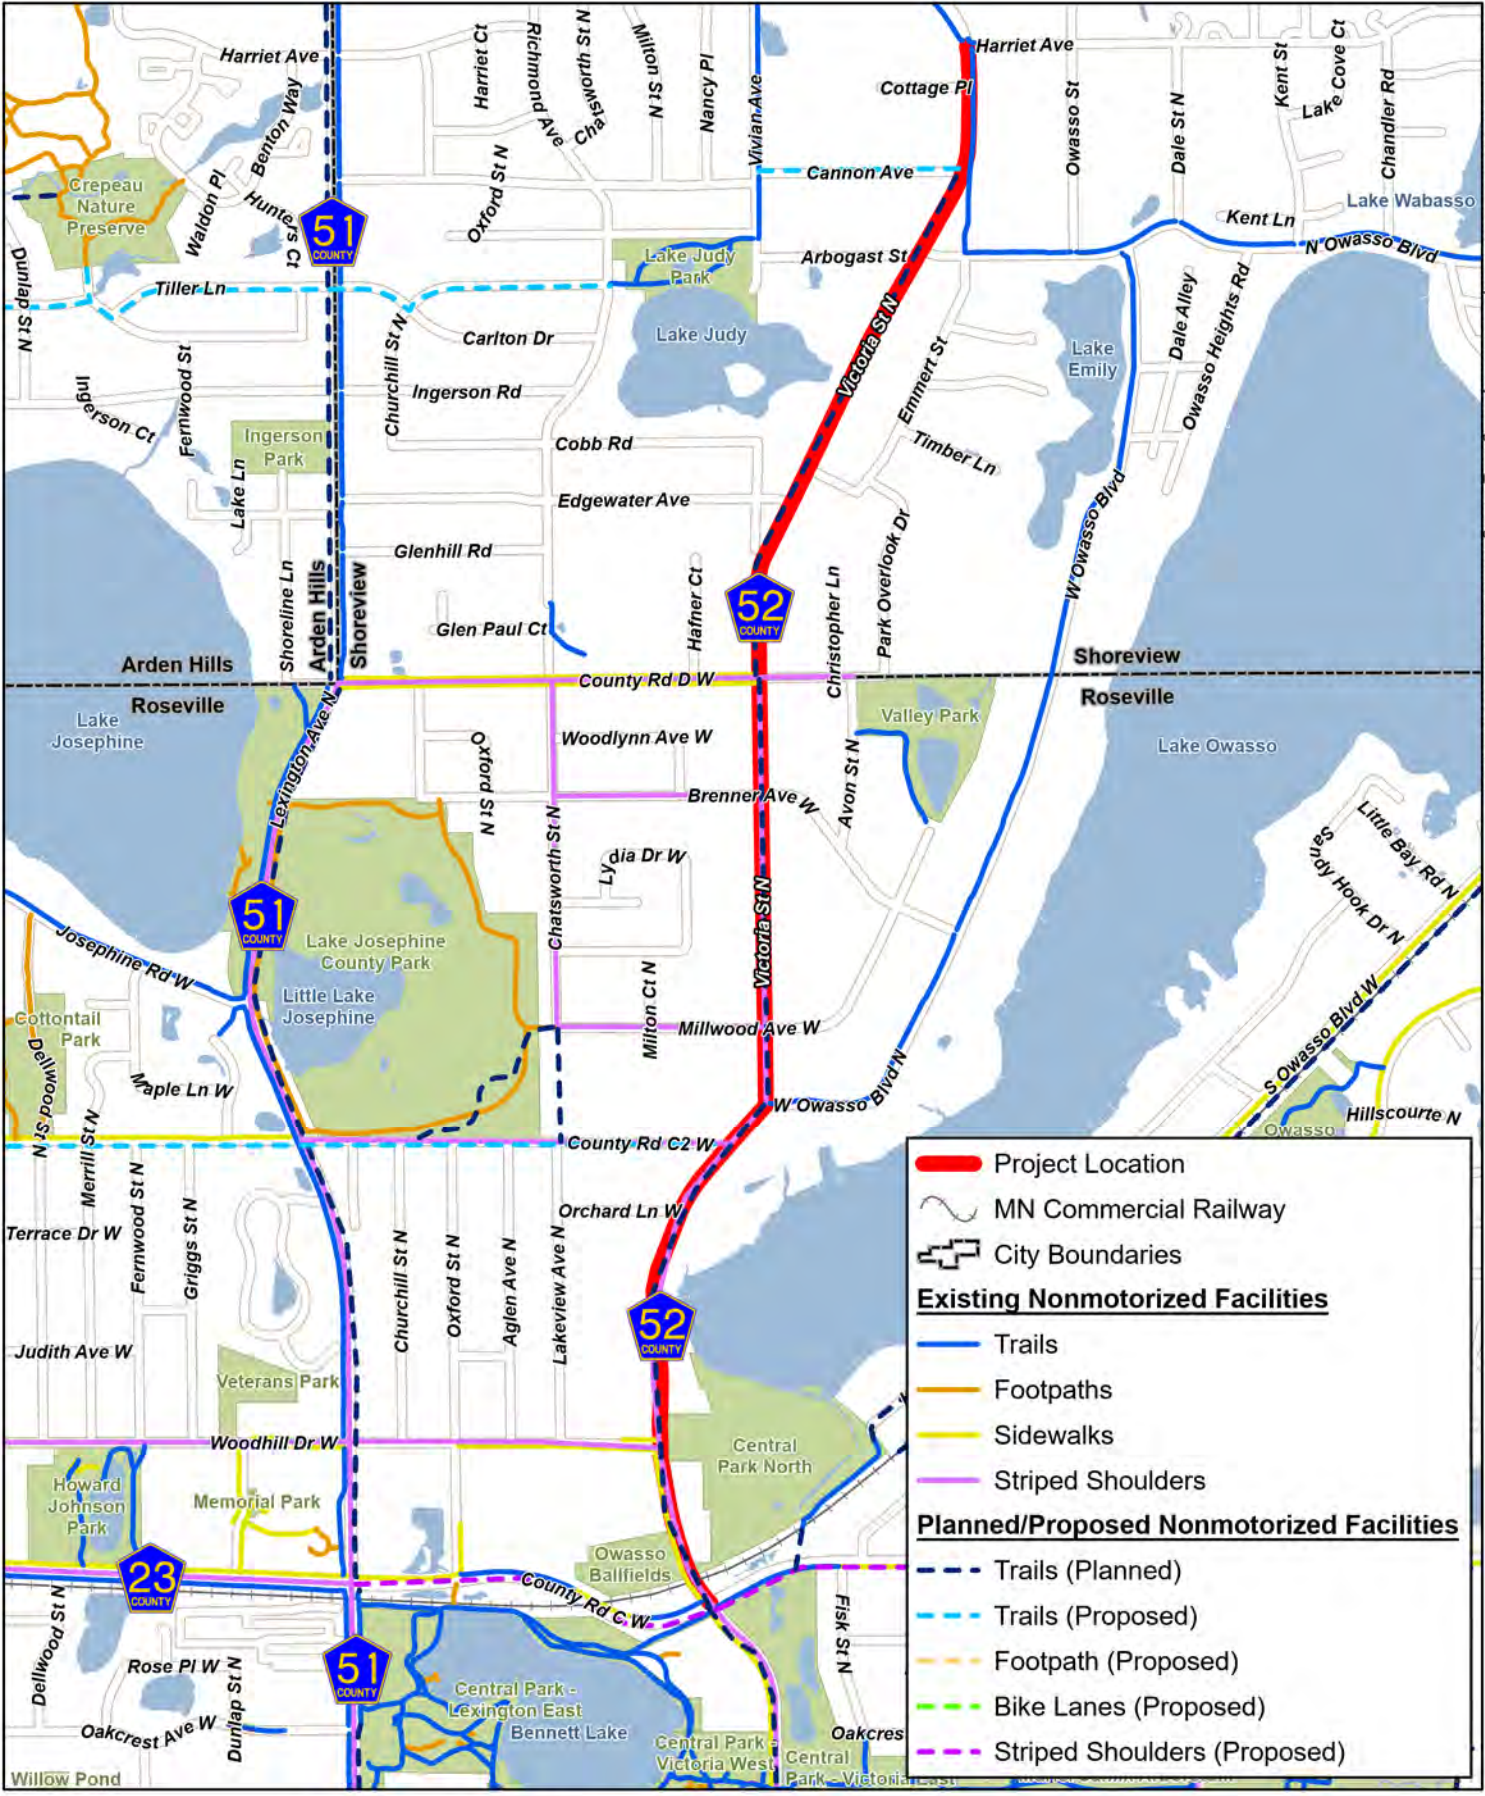 Harriet Ave
Harriet Ct
Richmond Ave
Chatsworth St N
Milton St N
Nancy Pl
Vivian Ave
Harriet Ave
Cottage Pl
Owasso St
Dale St N
Kent St
Lake Cove Ct
Chandler Rd
Benton Way
Crepeau
Nature
Preserve
Waldon Pl
Hunters Ct
51
COUNTY
Oxford St N
Cannon Ave
Lake Wabasso
Kent Ln
N Owasso Blvd
Dunlap St N
Tiller Ln
Lake Judy
Park
Arbogast St
Lake Judy
Victoria St N
Emmert St
Lake
Emily
Dale Alley
Owasso Heights Rd
Carlton Dr
Churchill St N
Ingerson Rd
Fernwood St
Ingerson Ct
Ingerson
Park
Cobb Rd
Timber Ln
Lake Ln
Edgewater Ave
W Owasso Blvd
Park Overlook Dr
Glenhill Rd
Shoreline Ln
Arden Hills
Shoreview
Hafner Ct
52
COUNTY
Christopher Ln
Glen Paul Ct
Arden Hills
Roseville
County Rd D W
Shoreview
Roseville
Lake
Josephine
Lexington Ave N
Oxford St N
Woodlynn Ave W
Valley Park
Lake Owasso
Avon St N
Brenner Ave W
Little Bay Rd N
Sandy Hook Dr N
Lydia Dr W
Chatsworth St N
Victoria St N
51
COUNTY
Josephine Rd W
Lake Josephine
County Park
Little Lake
Josephine
Cottontail
Park
Milton Ct N
Millwood Ave W
S Owasso Blvd W
Dellwood St N
Maple Ln W
W Owasso Blvd N
Hillscourte N
Owasso
Merrill St N
County Rd C2 W
Fernwood St N
Griggs St N
Terrace Dr W
Orchard Ln W
Churchill St N
Oxford St N
Aglen Ave N
Lakeview Ave N
52
COUNTY
Judith Ave W
Veterans Park
Woodhill Dr W
Central
Park North
Howard
Johnson
Park
Memorial Park
Owasso
Ballfields
23
COUNTY
County Rd C W
Dellwood St N
Fisk St N
51
COUNTY
Rose Pl W
Dunlap St N
Central Park -
Lexington East
Bennett Lake
Oakcrest Ave W
Oakcres
Central Park -
Victoria West
Central
Park - Victoria East
Willow Pond
Project Location
MN Commercial Railway
City Boundaries
Existing Nonmotorized Facilities
Trails
Footpaths
Sidewalks
Striped Shoulders
Planned/Proposed Nonmotorized Facilities
Trails (Planned)
Trails (Proposed)
Footpath (Proposed)
Bike Lanes (Proposed)
Striped Shoulders (Proposed)